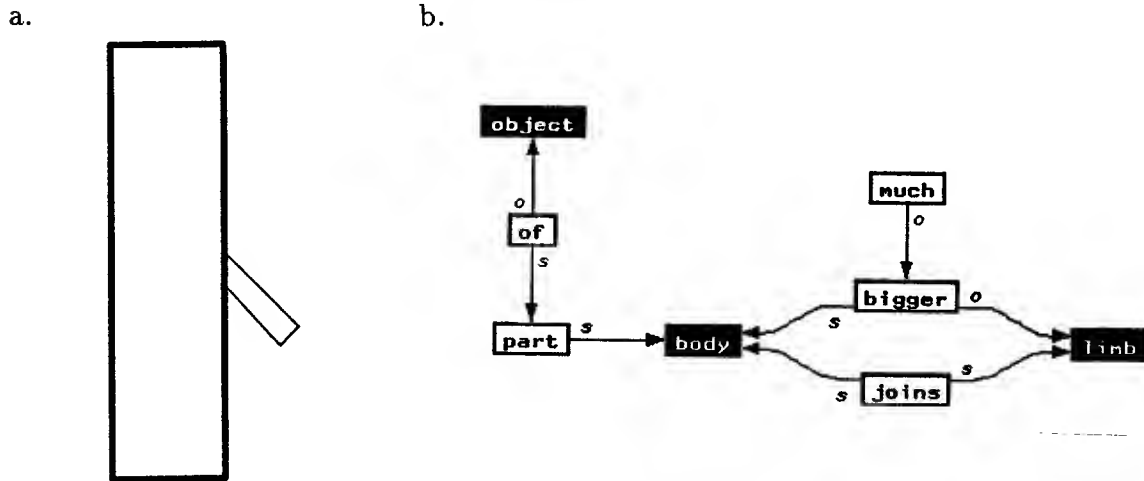 a.
b.
object
o
of
s
part
s
body
much
o
bigger
s
o
joins
s
s
limb